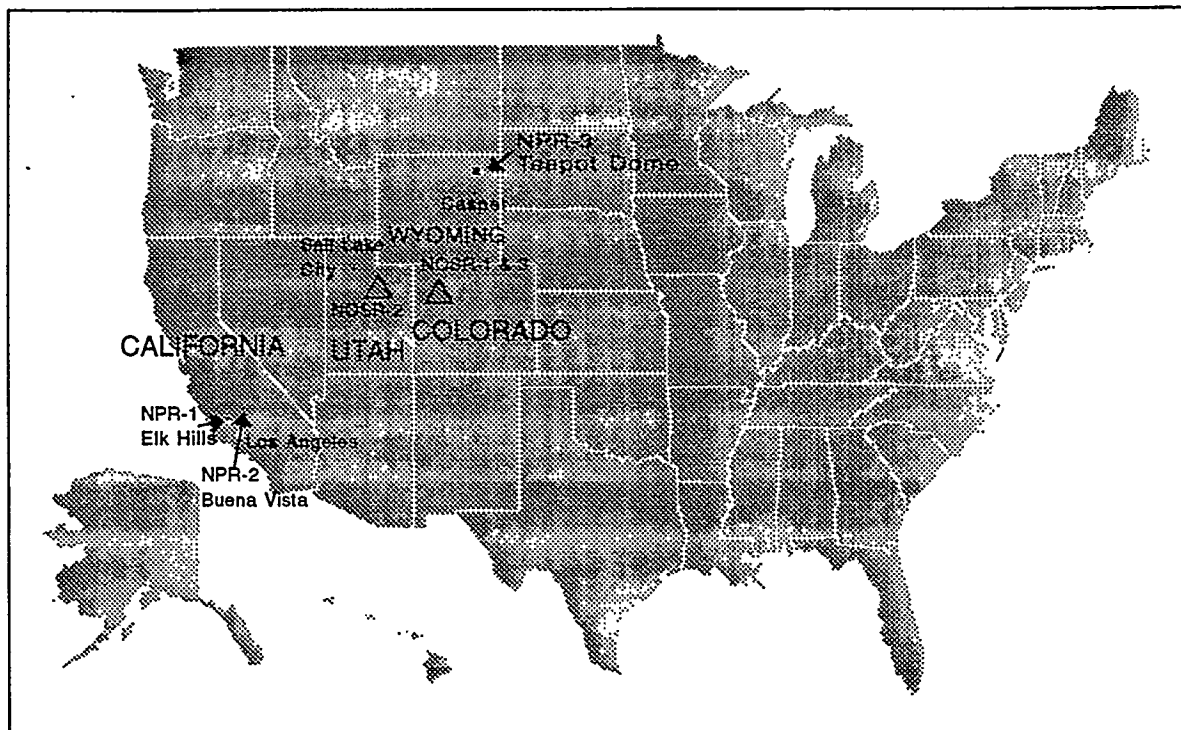 NPR-3
Teapot Dome
Casper
Salt Lake
City
WYOMING
NOSR-1 & 3
NOSR-2
COLORADO
UTAH
CALIFORNIA
NPR-1
Elk Hills
Los Angeles
NPR-2
Buena Vista